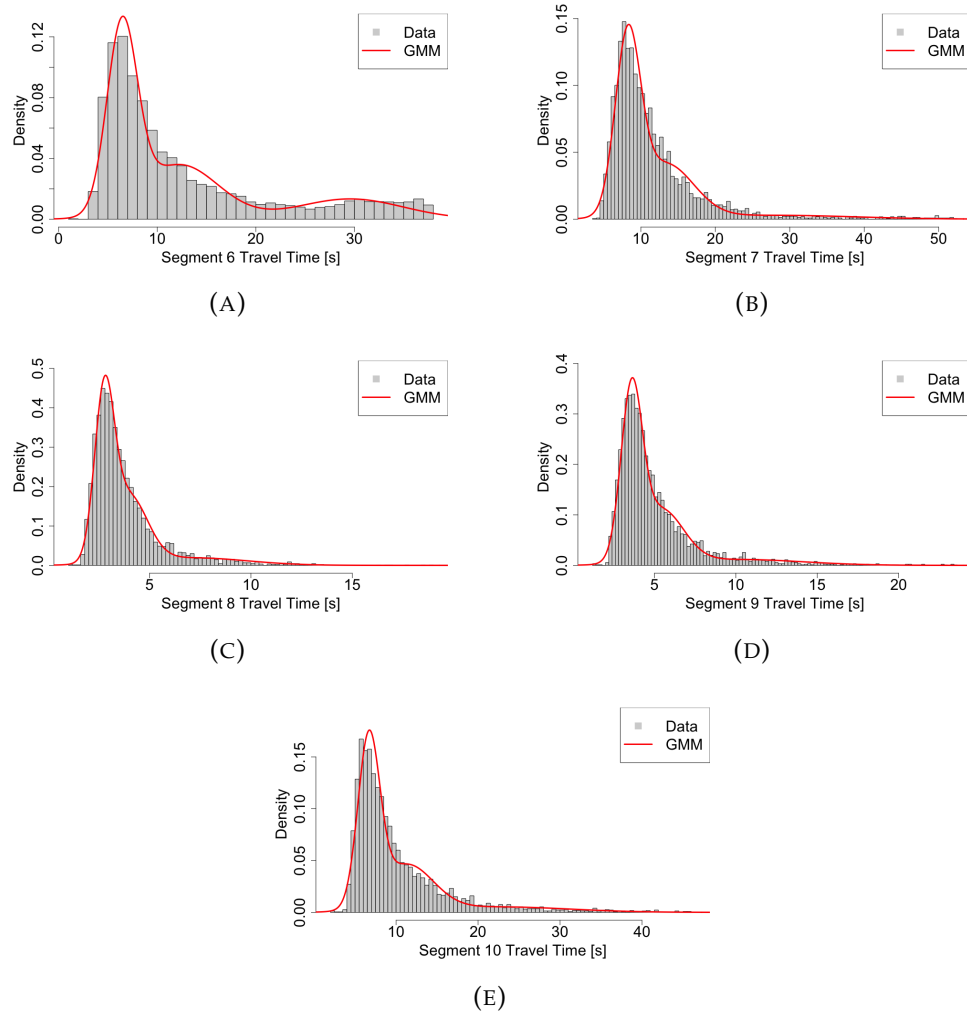 Data
GMM
Density
0.00
0.04
0.08
0.12
0
10
20
30
Segment 6 Travel Time [s]
(A)
Data
GMM
Density
0.00
0.05
0.10
0.15
10
20
30
40
50
Segment 7 Travel Time [s]
(B)
Data
GMM
Density
0.0
0.1
0.2
0.3
0.4
0.5
5
10
15
Segment 8 Travel Time [s]
(C)
Data
GMM
Density
0.0
0.1
0.2
0.3
0.4
5
10
15
20
Segment 9 Travel Time [s]
(D)
Data
GMM
Density
0.00
0.05
0.10
0.15
10
20
30
40
Segment 10 Travel Time [s]
(E)